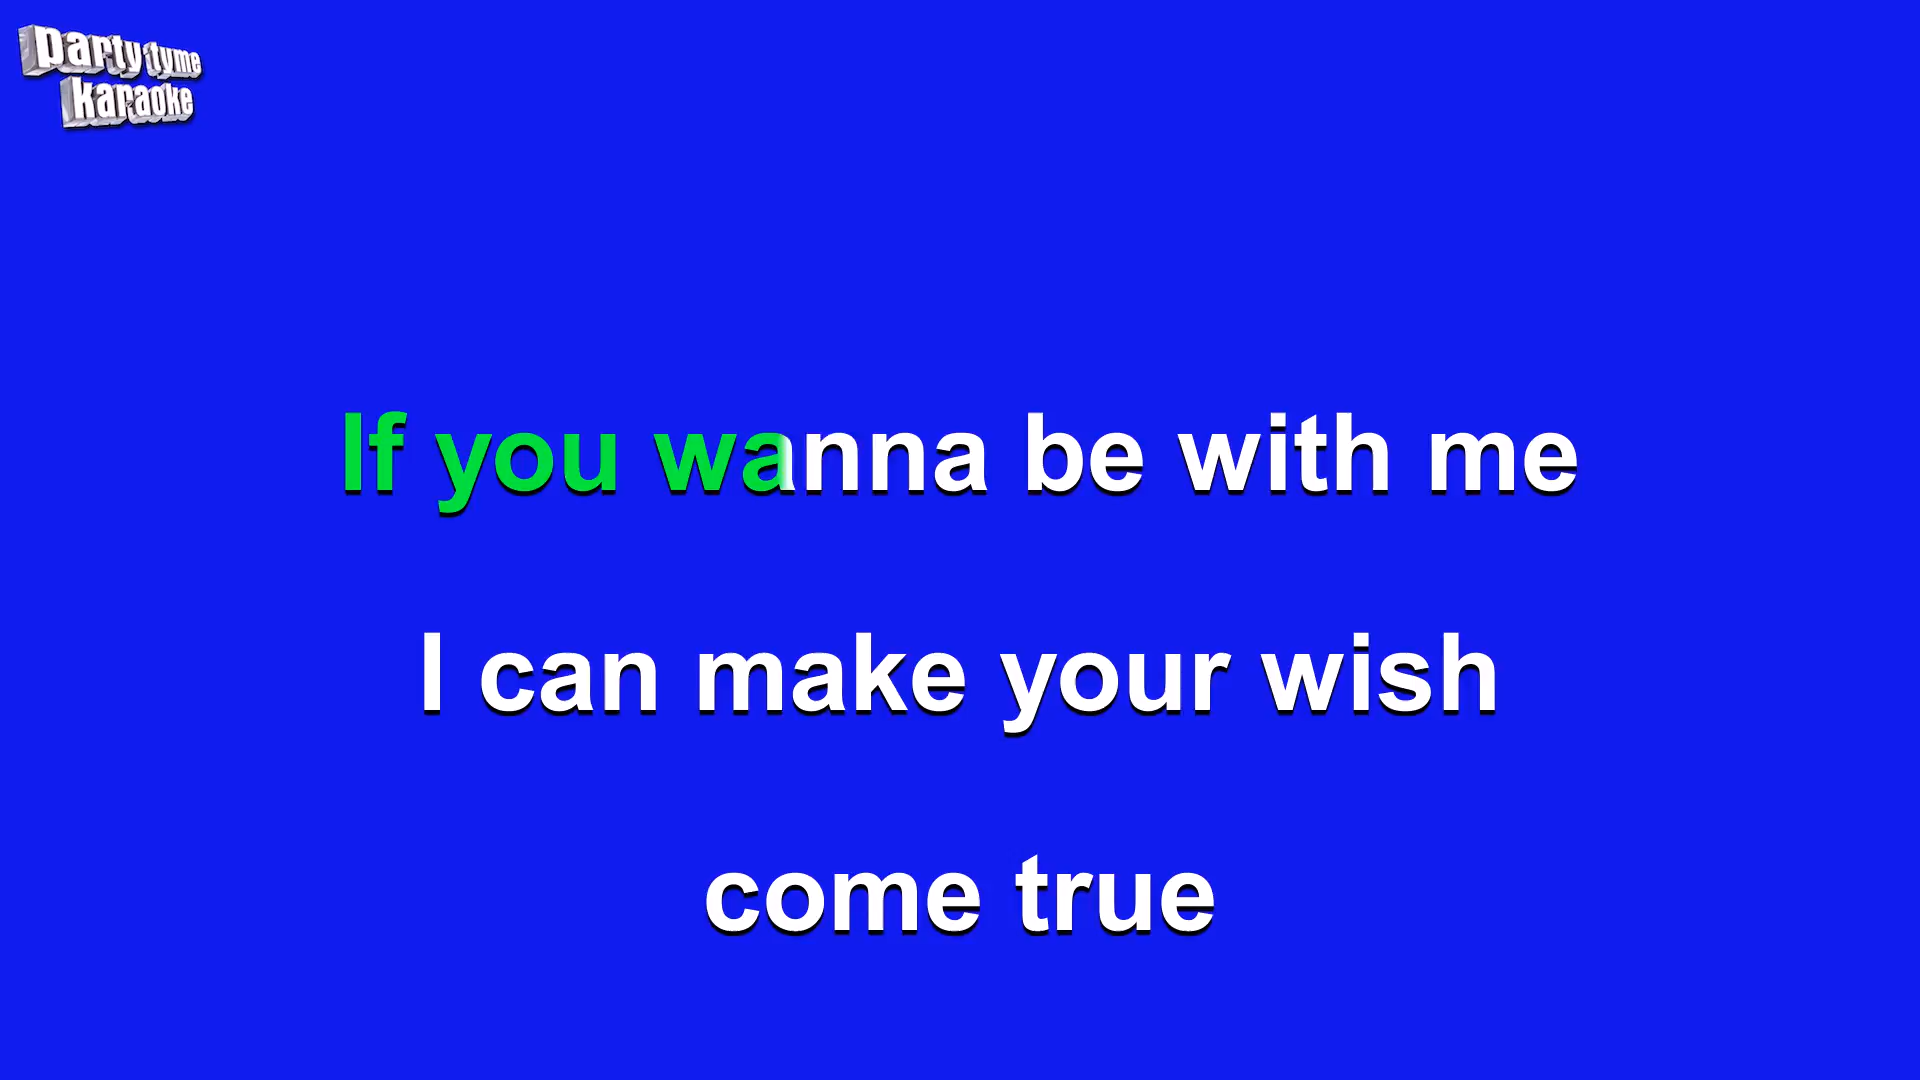 party tyme
karaoke
If you wanna be with me
I can make your wish
come true